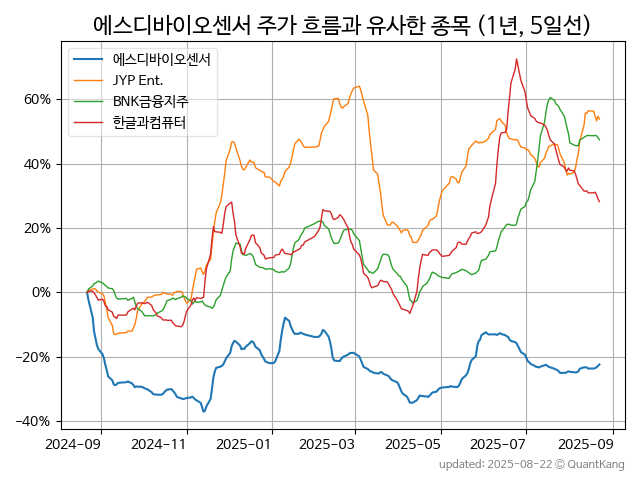 에스디바이오센서 주가 흐름과 유사한 종목 (1년, 5일선)
에스디바이오센서
JYP Ent.
BNK금융지주
한글과컴퓨터
60%
40%
20%
0%
−20%
−40%
2024-09 2024-11 2025-01 2025-03 2025-05 2025-07 2025-09
updated: 2025-08-22 © QuantKang